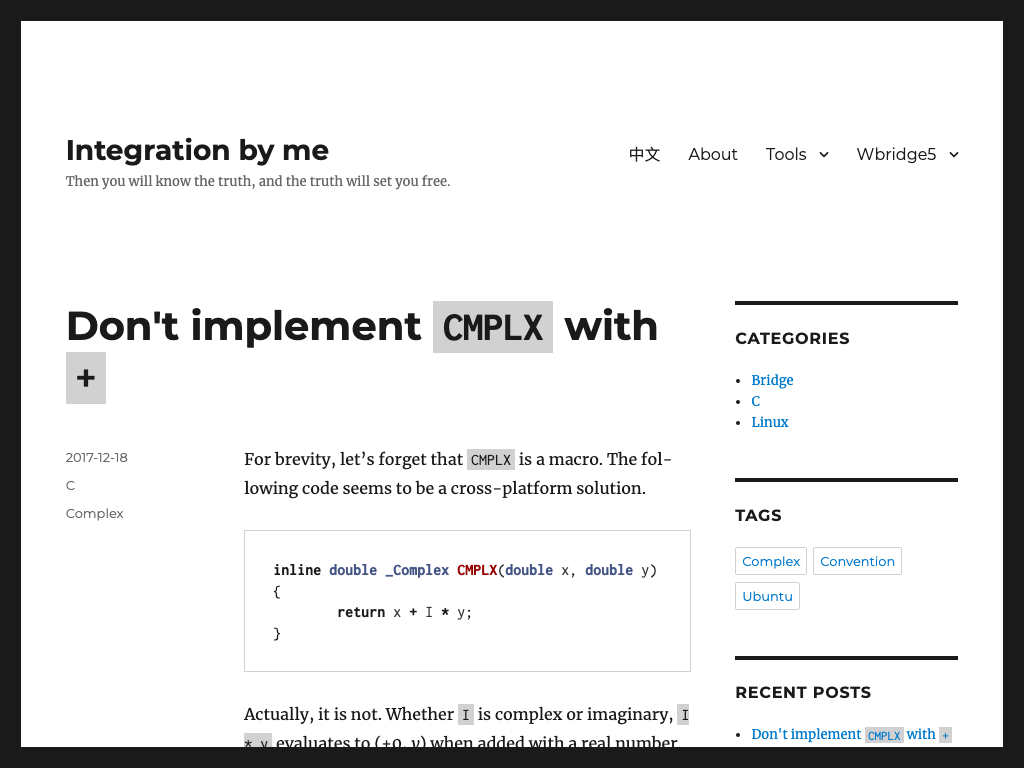 Integration by me
Then you will know the truth, and the truth will set you free.
中文 About Tools Wbridge5
Don't implement CMPLX with
+
2017-12-18
C
Complex
For brevity, let’s forget that CMPLX is a macro. The fol-
lowing code seems to be a cross-platform solution.
inline double _Complex CMPLX(double x, double y)
{
return x + I * y;
}
Actually, it is not. Whether I is complex or imaginary, I
* y evaluates to (+0, y) when added with a real number
CATEGORIES
Bridge
C
Linux
TAGS
Complex Convention
Ubuntu
RECENT POSTS
Don't implement CMPLX with +